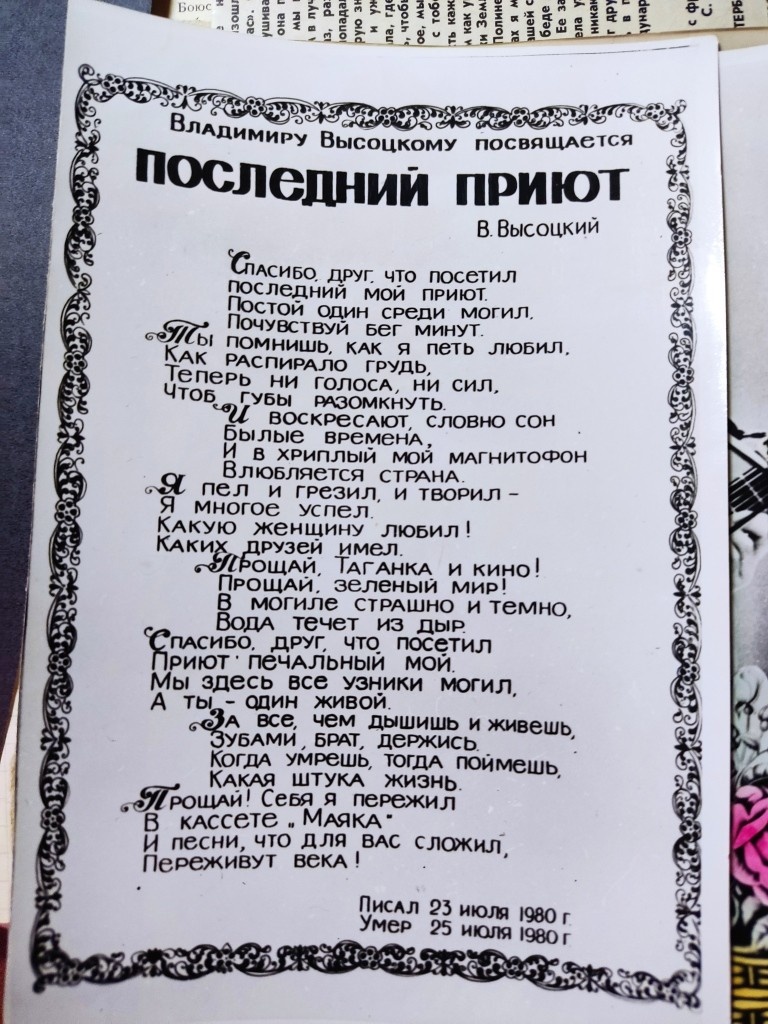 Боюс
Владимиру Высоцкому посвящается
ПОСЛЕДНИЙ ПРИЮТ
В. Высоцкий
Спасибо, друг, что посетил
последний мой приют.
Постой один среди могил,
Почувствуй бег минут.
Ты помнишь, как я петь любил,
Как распирало грудь,
Теперь ни голоса, ни сил,
Чтоб губы разомкнуть.
И воскресают, словно сон
Былые времена,
И в хриплый мой магнитофон
Влюбляется страна.
Я пел и грезил, и творил –
Я многое успел.
Какую женщину любил!
Каких друзей имел.
Прощай, Таганка и кино!
Прощай, зеленый мир!
В могиле страшно и темно,
Вода течет из дыр.
Спасибо, друг, что посетил
Приют печальный мой.
Мы здесь все узники могил,
А ты – один живой.
За все, чем дышишь и живешь,
Зубами, брат, держись.
Когда умрешь, тогда поймешь,
Какая штука жизнь.
Прощай! Себя я пережил
В кассете „Маяка"
И песни, что для вас сложил,
Переживут века!
Писал 23 июля 1980 г.
Умер 25 июля 1980 г.